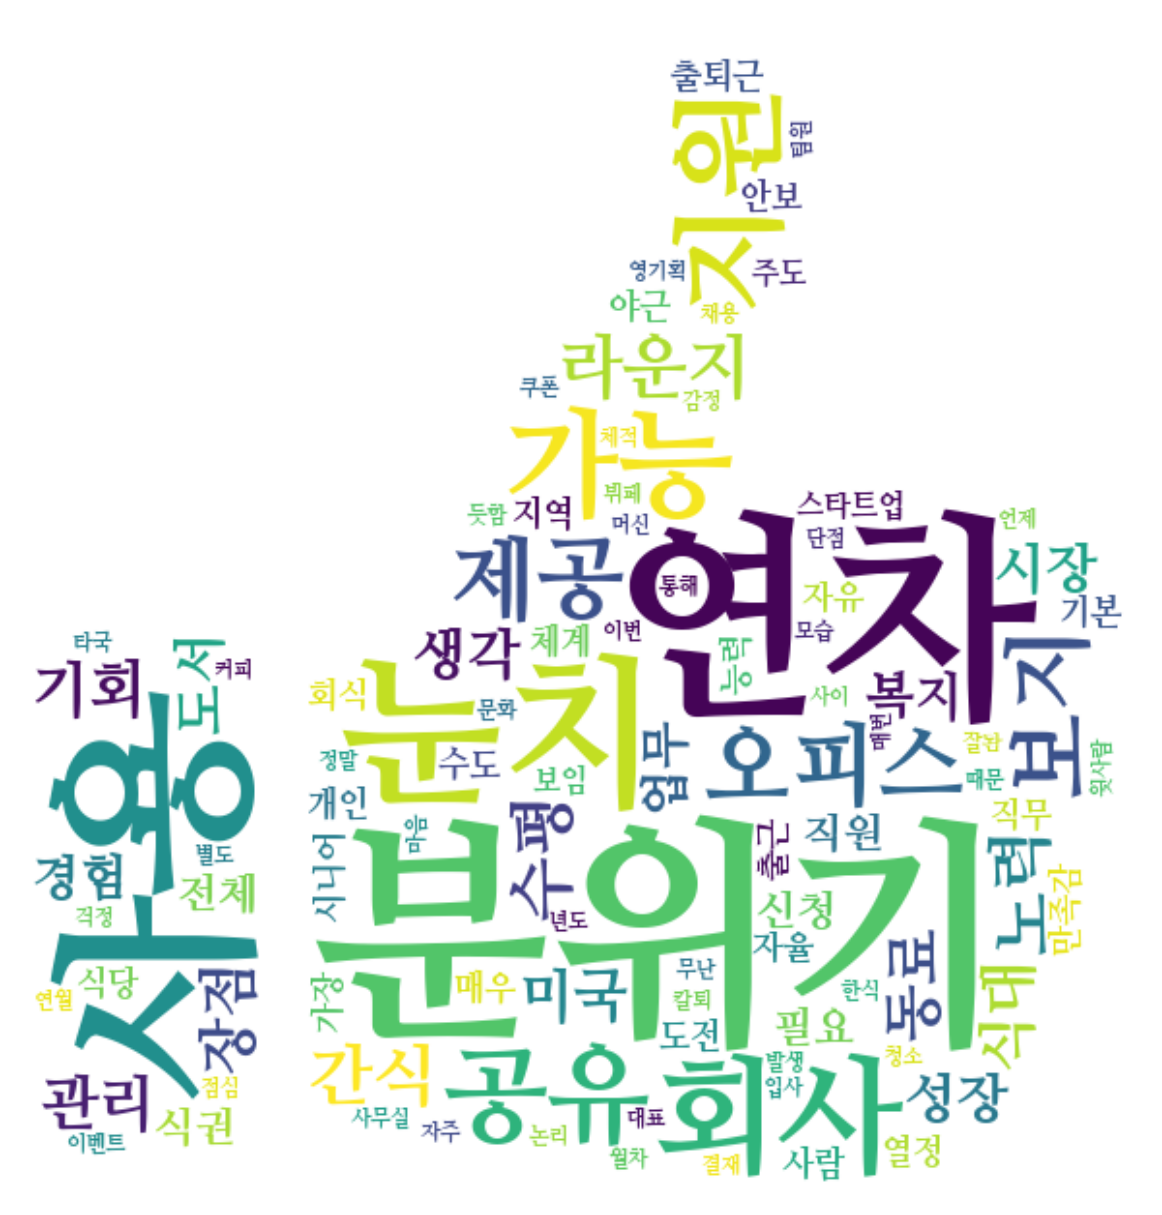 출퇴근
지원
팀원
안보
영기획
주도
야근
채용
라운지
쿠폰
감정
가능
체적
뷔페
듯함
지역
머신
스타트업
단점
언제
연차
제공
통해
시장
자유
기본
생각
체계
이번
모습
능력
타국
도서
커피
기회
회식
눈치
문화
사이
복지
매번
보지
사용
정말
수도
보임
업무
오피스
잘놔
때문
윗사람
개인
마음
수평
직원
직무
출근
경험
별도
전체
시니어
분위기
노력
만족감
걱정
년도
신청
자율
동료
연월
식당
장점
가장
매우
미국
무난
칼퇴
한식
식대
도전
필요
간식
공유
회사
발생
청소
관리
점심
입사
성장
이벤트
식권
사무실
자주
논리
대표
월차
결재
사람
열정